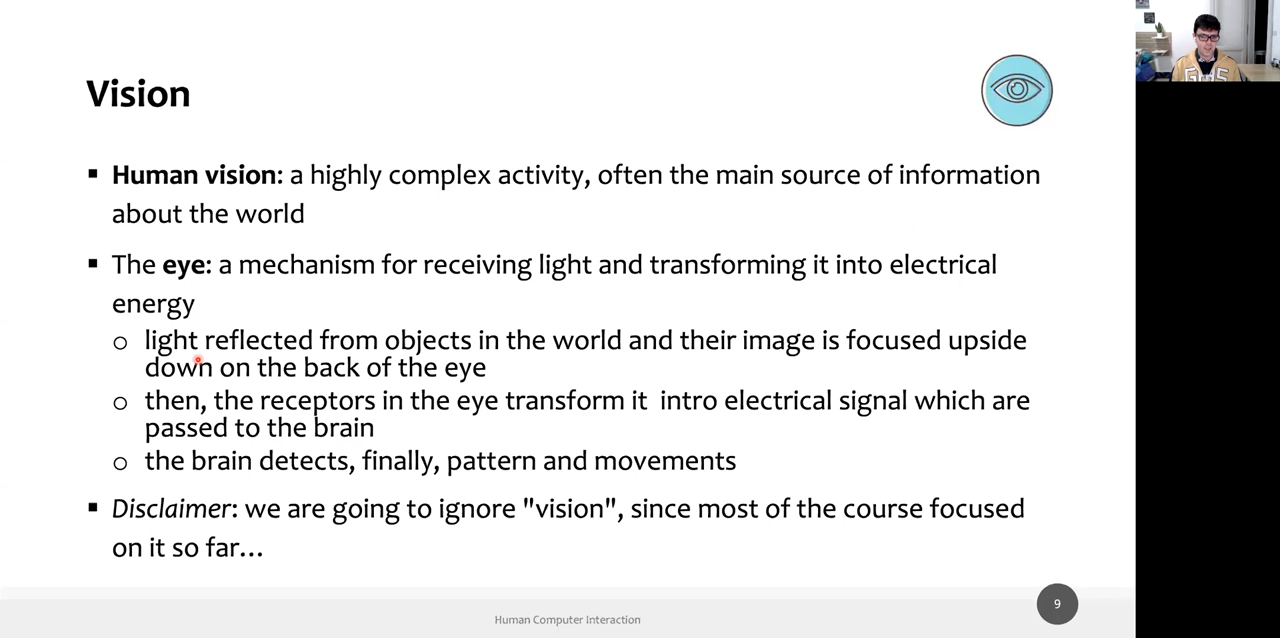 Vision
▪ Human vision: a highly complex activity, often the main source of information
about the world
▪ The eye: a mechanism for receiving light and transforming it into electrical
energy
o light reflected from objects in the world and their image is focused upside
down on the back of the eye
o then, the receptors in the eye transform it  intro electrical signal which are
passed to the brain
o the brain detects, finally, pattern and movements
▪ Disclaimer: we are going to ignore "vision", since most of the course focused
on it so far…
Human Computer Interaction
9